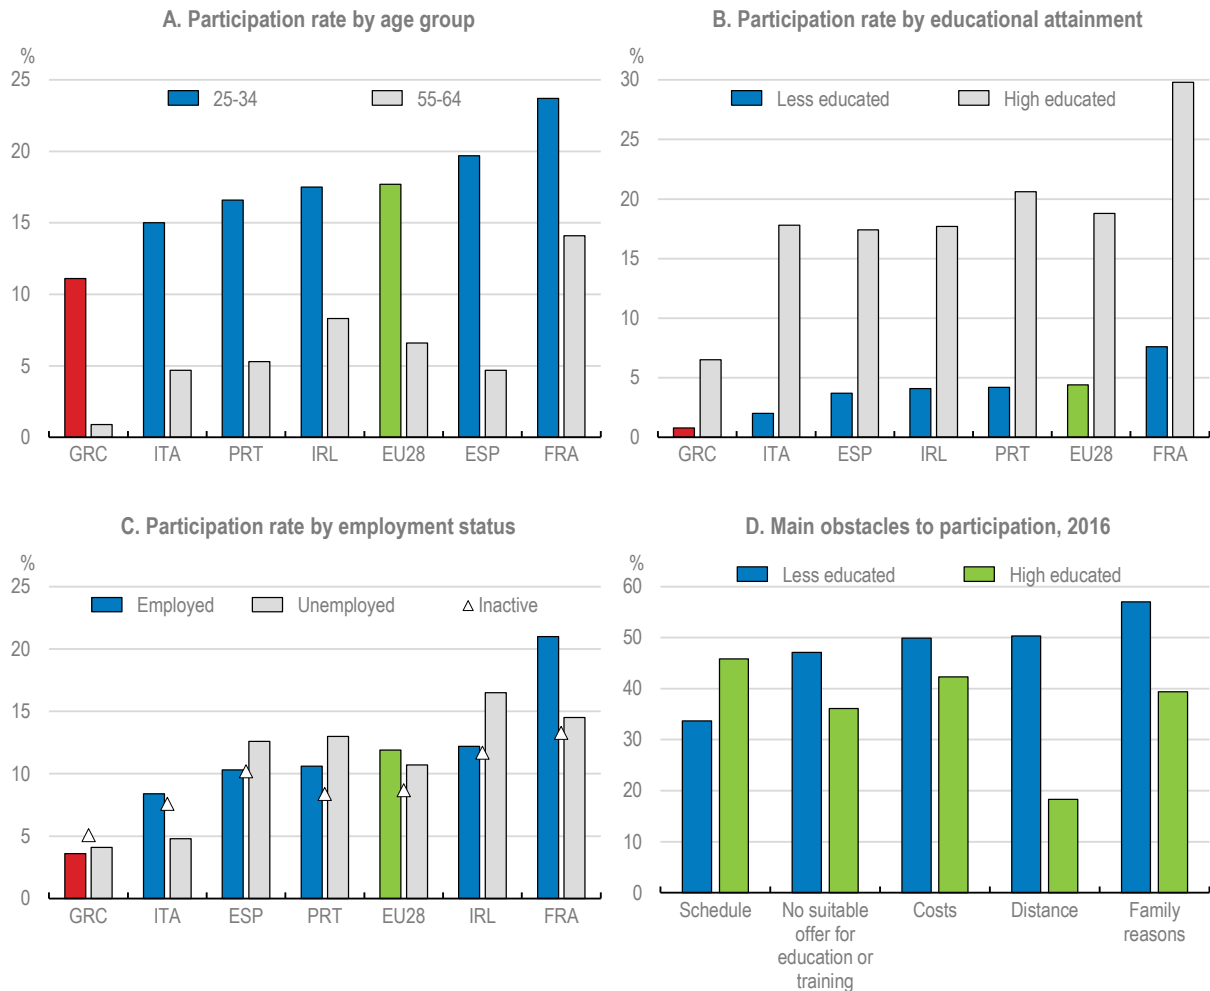 A. Participation rate by age group
%
25
20
15
10
5
0
25-34
55-64
GRC
ITA
PRT
IRL
EU28
ESP
FRA
B. Participation rate by educational attainment
%
30
25
20
15
10
5
0
Less educated
High educated
GRC
ITA
ESP
IRL
PRT
EU28
FRA
C. Participation rate by employment status
%
25
20
15
10
5
0
Employed
Unemployed
Inactive
GRC
ITA
ESP
PRT
EU28
IRL
FRA
D. Main obstacles to participation, 2016
%
60
50
40
30
20
10
0
Less educated
High educated
Schedule
No suitable
offer for
education or
training
Costs
Distance
Family
reasons